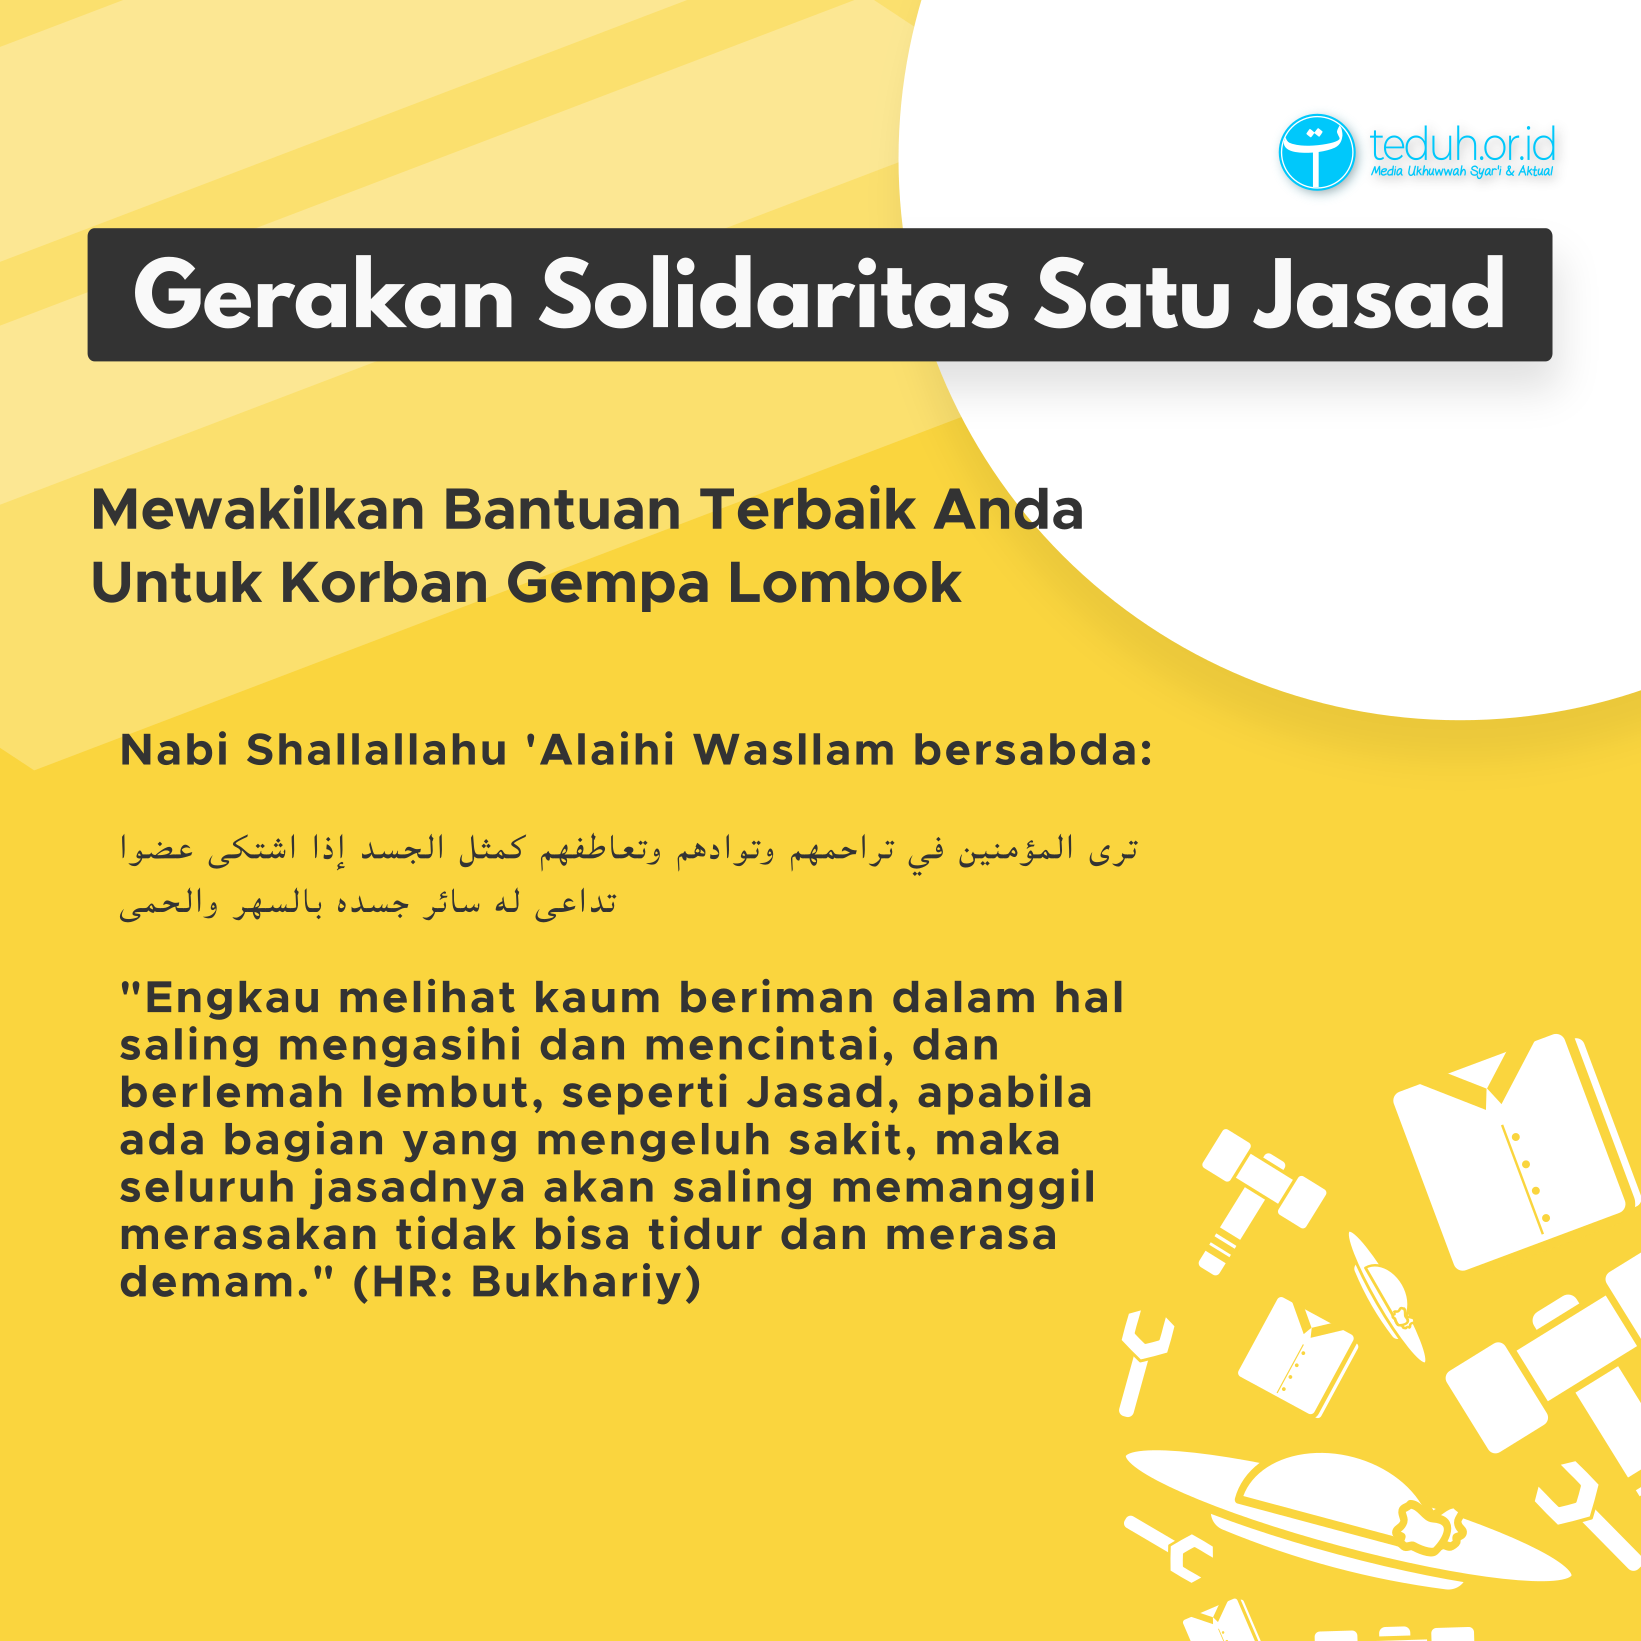 teduh.or.id
Media Ukhuwwah Syar'i & Aktual
Gerakan Solidaritas Satu Jasad
Mewakilkan Bantuan Terbaik Anda
Untuk Korban Gempa Lombok
Nabi Shallallahu 'Alaihi Wasllam bersabda:
ترى المؤمنين في تراحمهم وتوادهم وتعاطفهم كمثل الجسد إذا اشتكى عضوا
تداعى له سائر جسده بالسهر والحمى
"Engkau melihat kaum beriman dalam hal
saling mengasihi dan mencintai, dan
berlemah lembut, seperti Jasad, apabila
ada bagian yang mengeluh sakit, maka
seluruh jasadnya akan saling memanggil
merasakan tidak bisa tidur dan merasa
demam." (HR: Bukhariy)